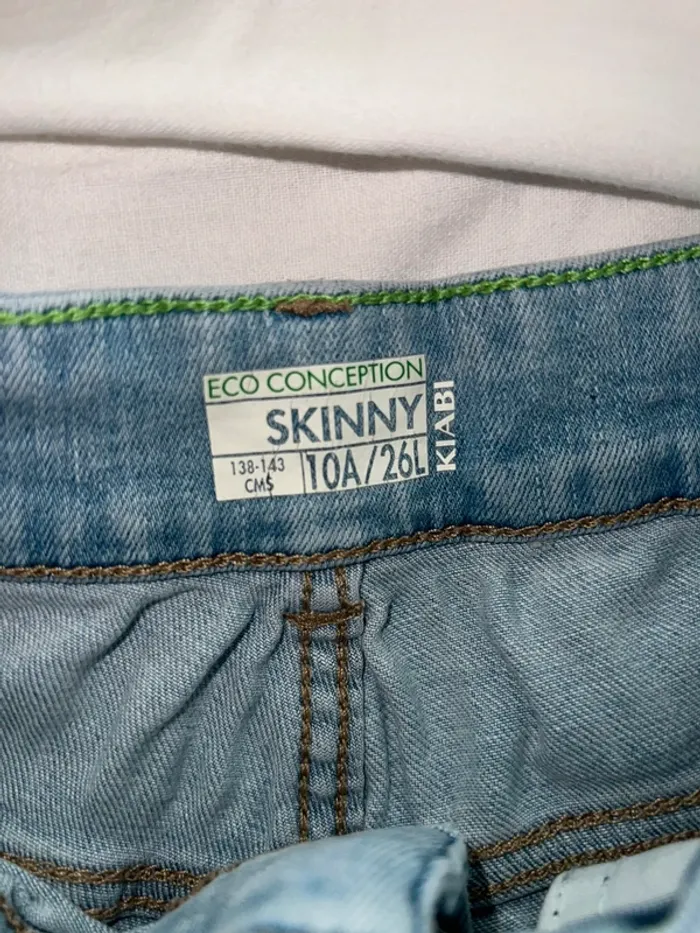 ECO CONCEPTION
SKINNY
138-143
CMS
10A/26L
KIABI